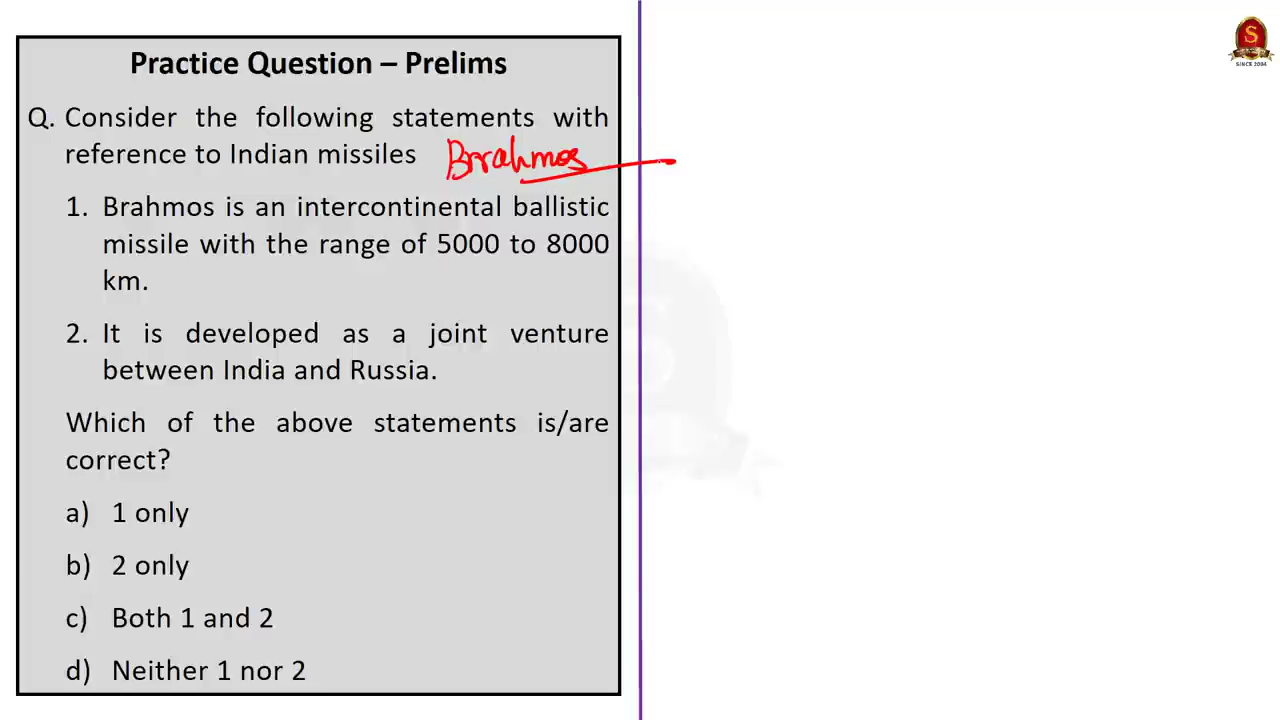 Practice Question – Prelims
Q. Consider the following statements with
reference to Indian missiles Brahmos
1. Brahmos is an intercontinental ballistic
missile with the range of 5000 to 8000
km.
2. It is developed as a joint venture
between India and Russia.
Which of the above statements is/are
correct?
a) 1 only
b) 2 only
c) Both 1 and 2
d) Neither 1 nor 2
S
SINCE 2004